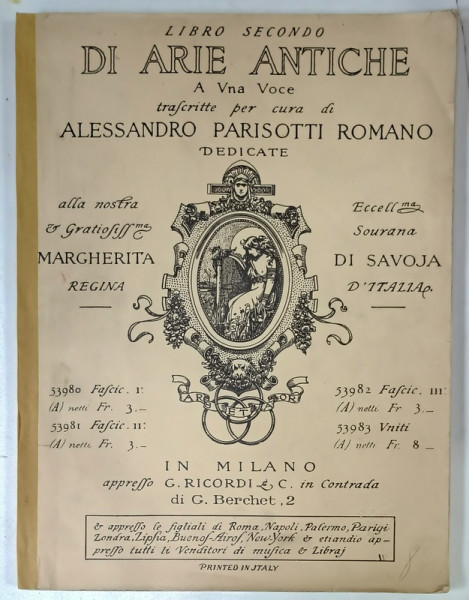 LIBRO SECONDO
DI ARIE ANTICHE
A Vna Voce
traſcritte per cura di
ALESSANDRO PARISOTTI ROMANO
DEDICATE
alla noſtra
& Gratioſiſſ.ma
MARGHERITA
REGINA
Eccell.ma
Sourana
DI SAVOJA
D'ITALIA
53980 Fascic. I.º
(A) netti Fr. 3.—
53981 Fascic. II.º
(A) netti Fr. 3.—
53982 Fascic. III.º
(A) netti Fr. 3.—
53983 Vniti
(A) netti Fr. 8—
ARS ET LABOR
IN MILANO
appreſſo G. RICORDI & C. in Contrada
di G. Berchet, 2
& appreſſo le figliali di Roma, Napoli, Palermo, Parigi
Londra, Lipſia, Buenoſ-Aireſ, New-York & etiandio ap-
preſſo tutti li Venditori di muſica & Libraj
PRINTED IN ITALY